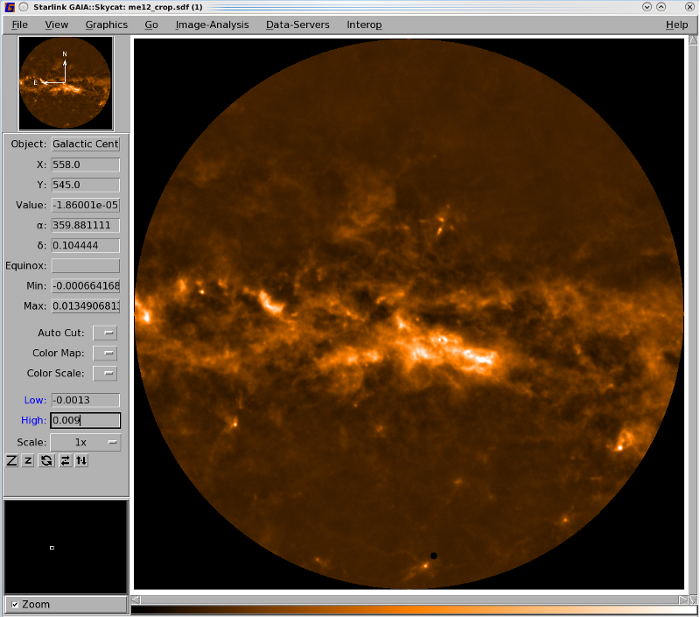 Starlink GAIA::Skycat: me12_crop.sdf (1)
File View Graphics Go Image-Analysis Data-Servers Interop Help
N
E
Object: Galactic Cent
X: 558.0
Y: 545.0
Value: -1.86001e-05
α: 359.881111
δ: 0.104444
Equinox:
Min: -0.000664168
Max: 0.0134906813
Auto Cut:
Color Map:
Color Scale:
Low: -0.0013
High: 0.009
Scale: 1x
Z z
Zoom